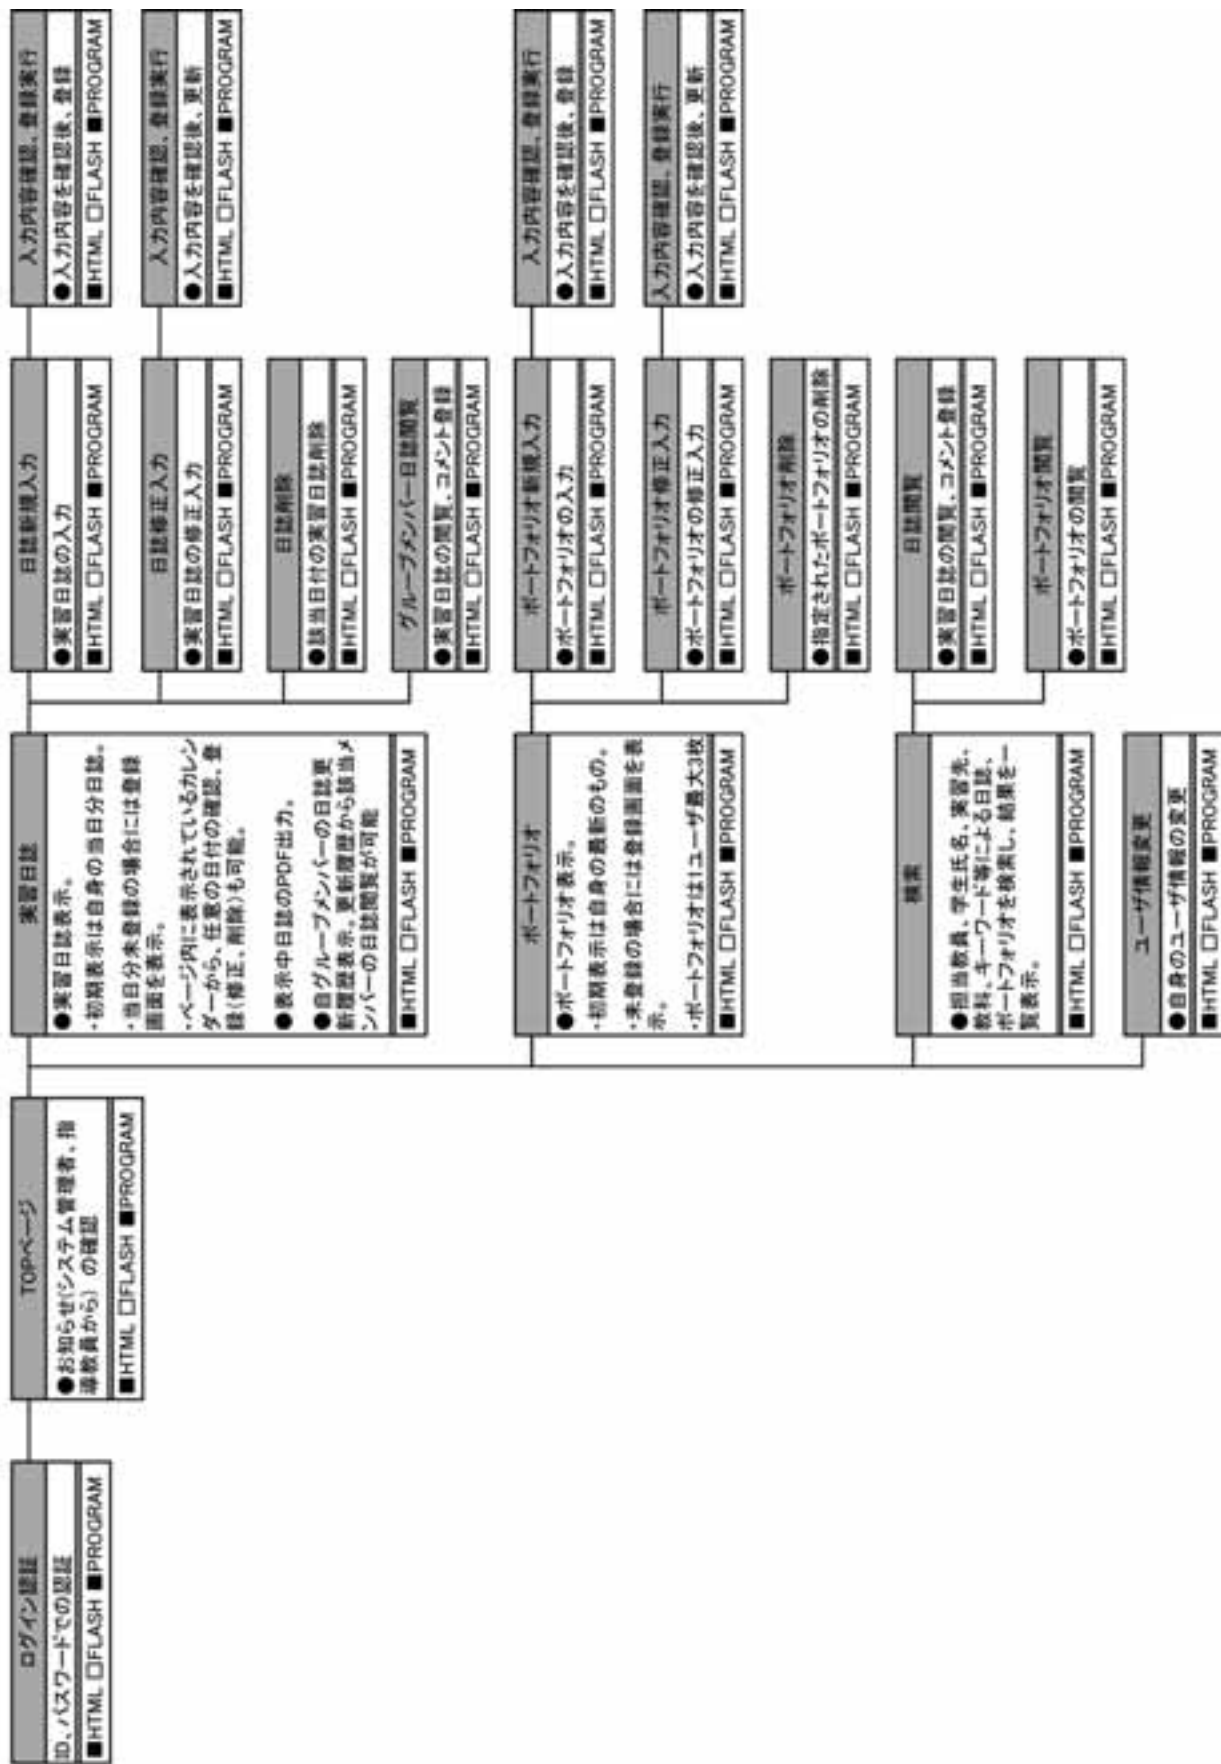 ログイン認証
ID、パスワードでの認証
■HTML □FLASH ■PROGRAM
TOPページ
●お知らせ(システム管理者、指
導教員から) の確認
■HTML □FLASH ■PROGRAM
実習日誌
●実習日誌表示。
・初期表示は自身の当日分日誌。
・当日分未登録の場合には登録
画面を表示。
・ページ内に表示されているカレン
ダーから、任意の日付の確認、登
録(修正、削除)も可能。
●表示中日誌のPDF出力。
●自グループメンバーの日誌更
新履歴表示。更新履歴から該当メ
ンバーの日誌閲覧が可能
■HTML □FLASH ■PROGRAM
日誌新規入力
●実習日誌の入力
■HTML □FLASH ■PROGRAM
入力内容確認、登録実行
●入力内容を確認後、登録
■HTML □FLASH ■PROGRAM
日誌修正入力
●実習日誌の修正入力
■HTML □FLASH ■PROGRAM
入力内容確認、登録実行
●入力内容を確認後、更新
■HTML □FLASH ■PROGRAM
日誌削除
●該当日付の実習日誌削除
■HTML □FLASH ■PROGRAM
グループメンバー日誌閲覧
●実習日誌の閲覧、コメント登録
■HTML □FLASH ■PROGRAM
ポートフォリオ
●ポートフォリオ表示。
・初期表示は自身の最新のもの。
・未登録の場合には登録画面を表
示。
・ポートフォリオは1ユーザ最大3枚
■HTML □FLASH ■PROGRAM
ポートフォリオ新規入力
●ポートフォリオの入力
■HTML □FLASH ■PROGRAM
入力内容確認、登録実行
●入力内容を確認後、登録
■HTML □FLASH ■PROGRAM
ポートフォリオ修正入力
●ポートフォリオの修正入力
■HTML □FLASH ■PROGRAM
入力内容確認、登録実行
●入力内容を確認後、更新
■HTML □FLASH ■PROGRAM
ポートフォリオ削除
●指定されたポートフォリオの削除
■HTML □FLASH ■PROGRAM
検索
●担当教員、学生氏名、実習先、
教科、キーワード等による日誌、
ポートフォリオを検索し、結果を一
覧表示。
■HTML □FLASH ■PROGRAM
日誌閲覧
●実習日誌の閲覧、コメント登録
■HTML □FLASH ■PROGRAM
ポートフォリオ閲覧
●ポートフォリオの閲覧
■HTML □FLASH ■PROGRAM
ユーザ情報変更
●自身のユーザ情報の変更
■HTML □FLASH ■PROGRAM